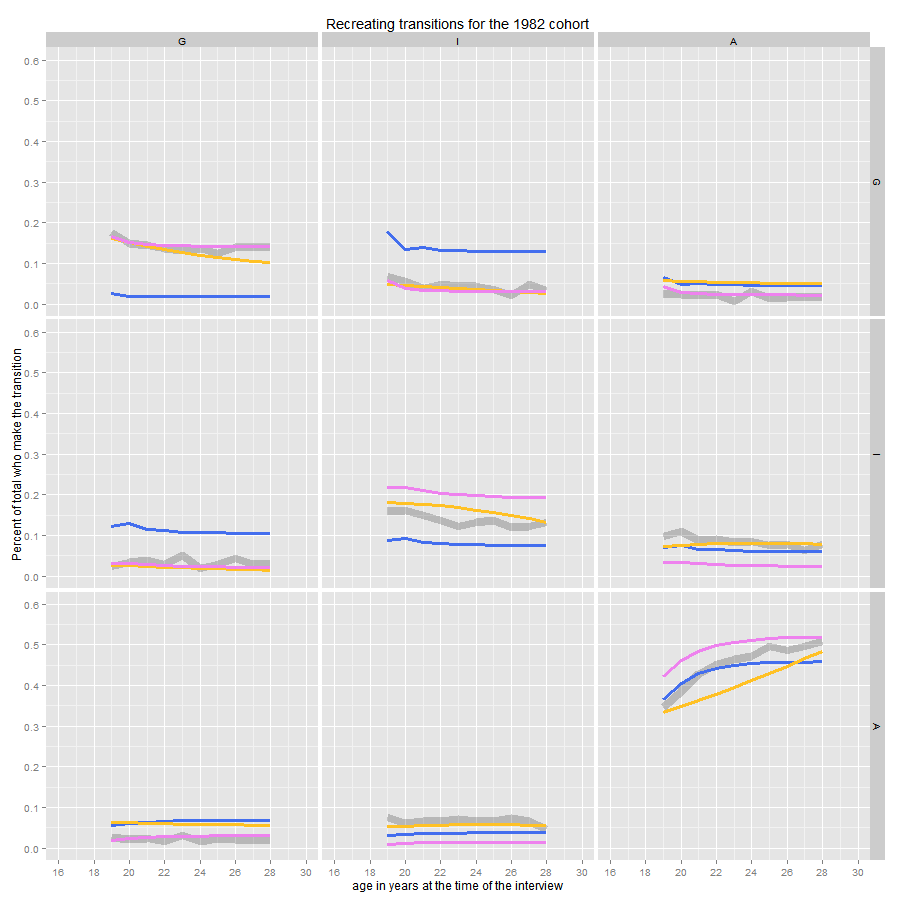 Recreating transitions for the 1982 cohort
G I A
0.6
0.5
0.4
0.3
0.2
0.1
0.0
G
0.6
0.5
0.4
0.3
0.2
0.1
0.0
I
0.6
0.5
0.4
0.3
0.2
0.1
0.0
A
Percent of total who make the transition
16 18 20 22 24 26 28 30 16 18 20 22 24 26 28 30 16 18 20 22 24 26 28 30
age in years at the time of the interview